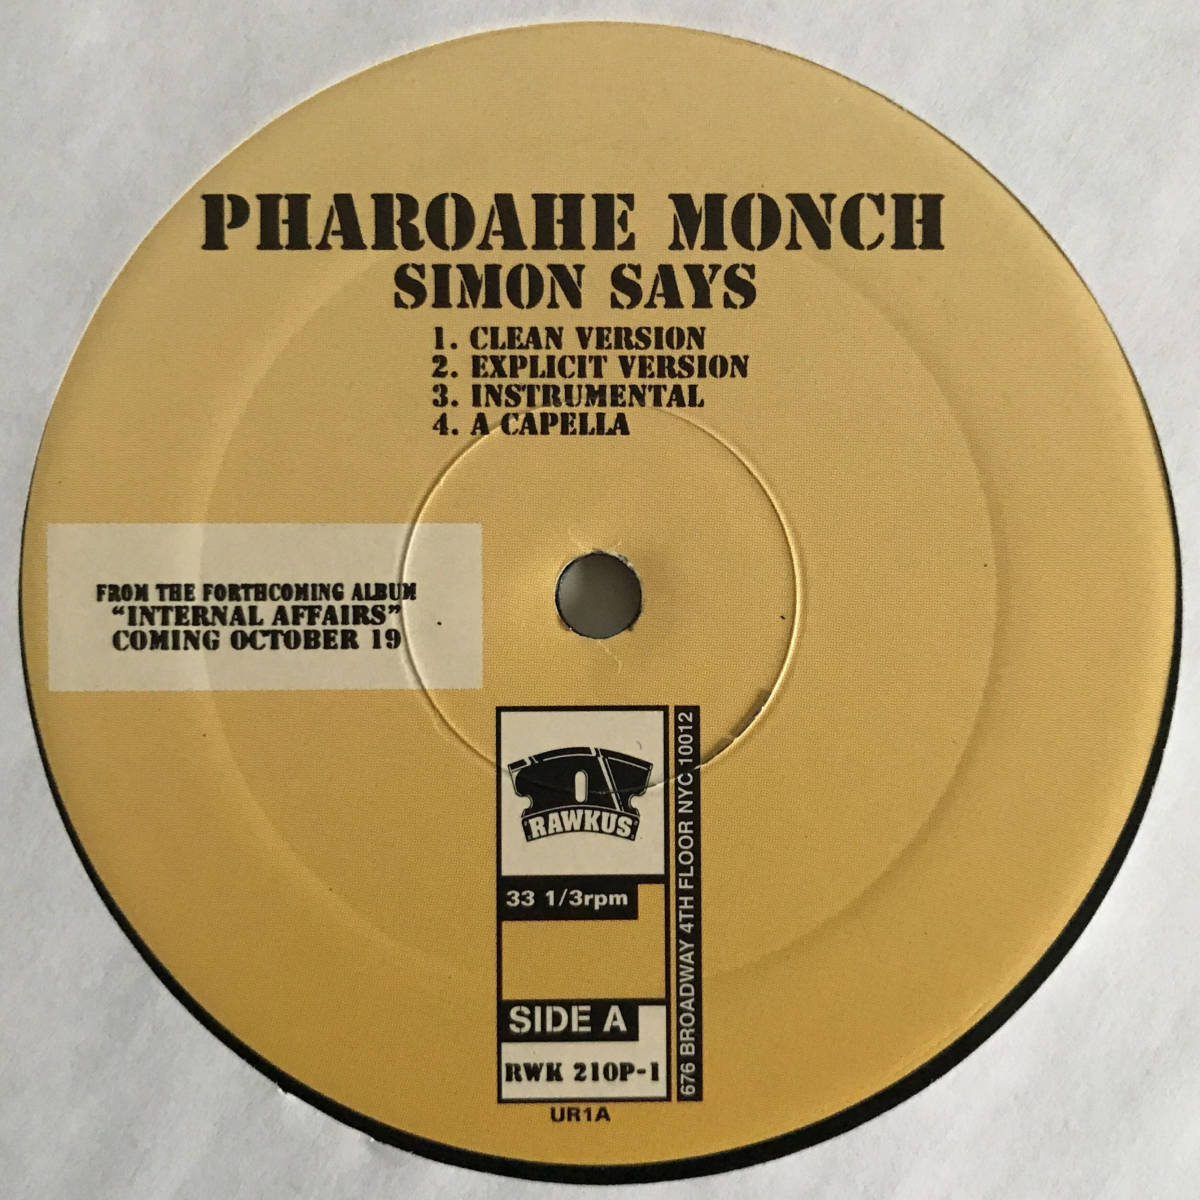 PHAROAHE MONCH
SIMON SAYS
1. CLEAN VERSION
2. EXPLICIT VERSION
3. INSTRUMENTAL
4. A CAPELLA
FROM THE FORTHCOMING ALBUM
"INTERNAL AFFAIRS"
COMING OCTOBER 19
RAWKUS
33 1/3rpm
SIDE A
RWK 210P-1
UR1A
676 BROADWAY 4TH FLOOR NYC 10012